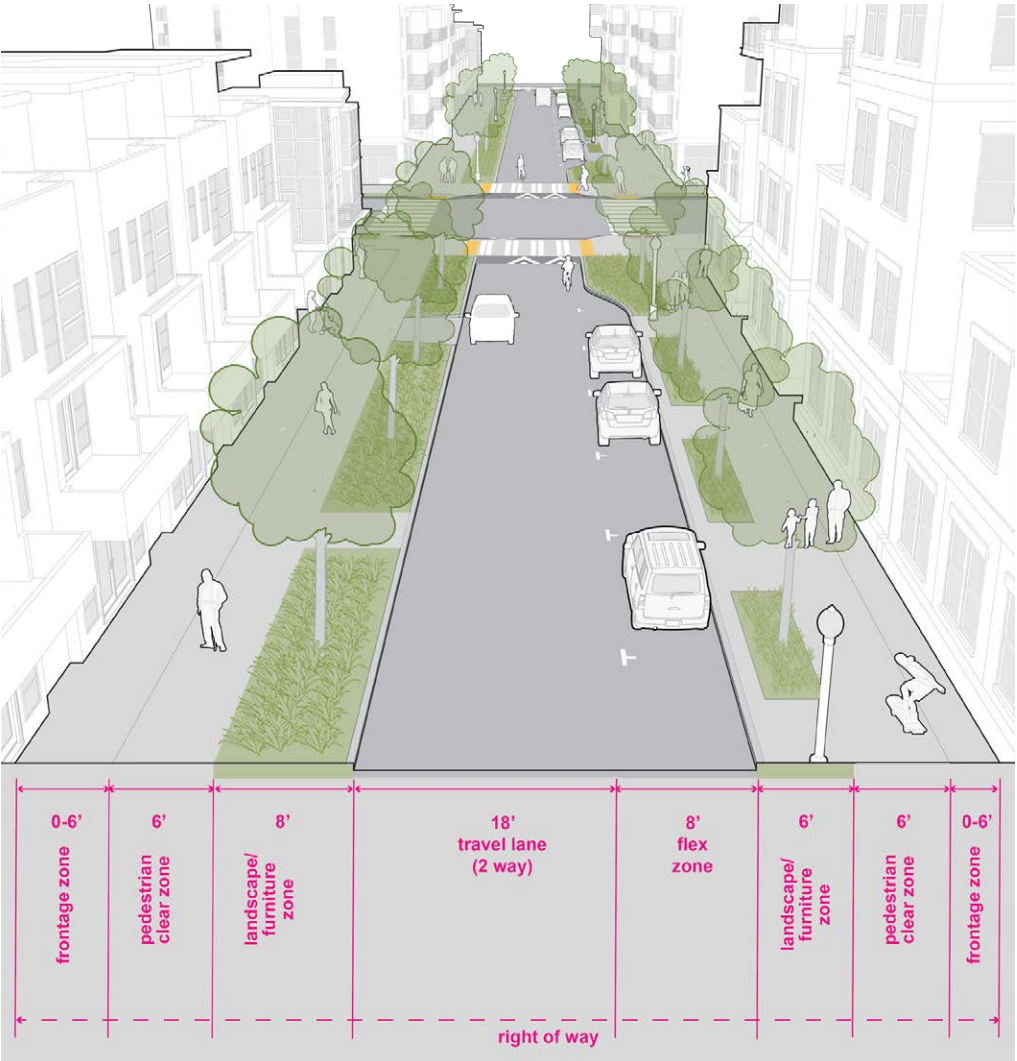 0-6’
6’
8’
18’
travel lane
(2 way)
8’
flex
zone
6’
6’
0-6’
frontage zone
pedestrian
clear zone
landscape/
furniture
zone
landscape/
furniture
zone
pedestrian
clear zone
frontage zone
right of way